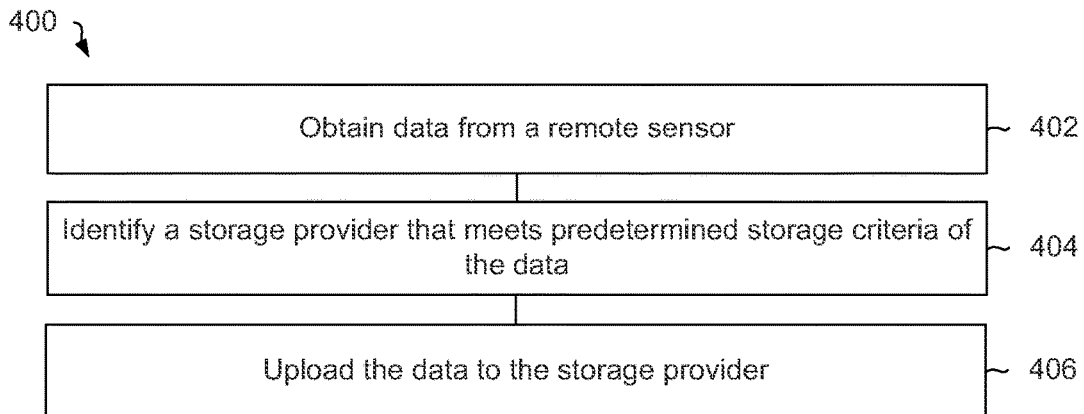 400
Obtain data from a remote sensor
402
Identify a storage provider that meets predetermined storage criteria of
the data
404
Upload the data to the storage provider
406